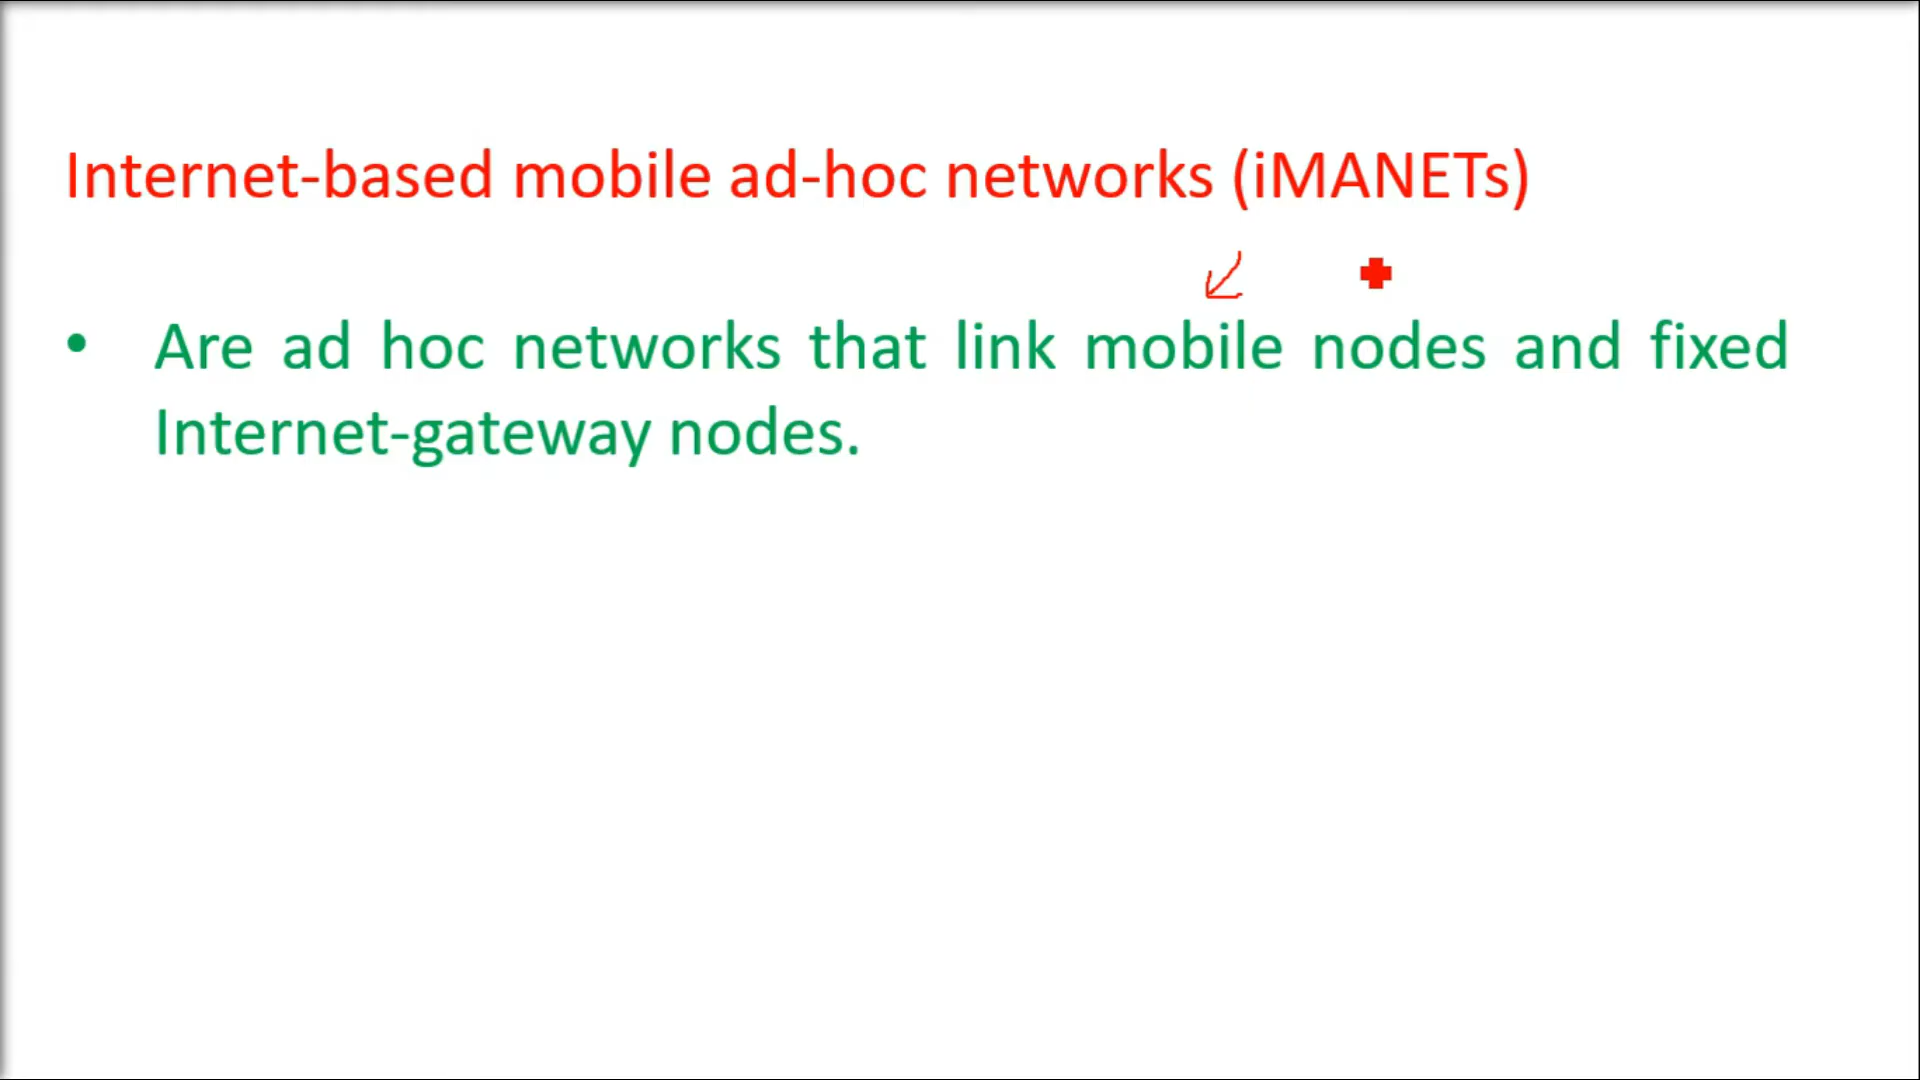 Internet-based mobile ad-hoc networks (iMANETs)
• Are ad hoc networks that link mobile nodes and fixed
Internet-gateway nodes.